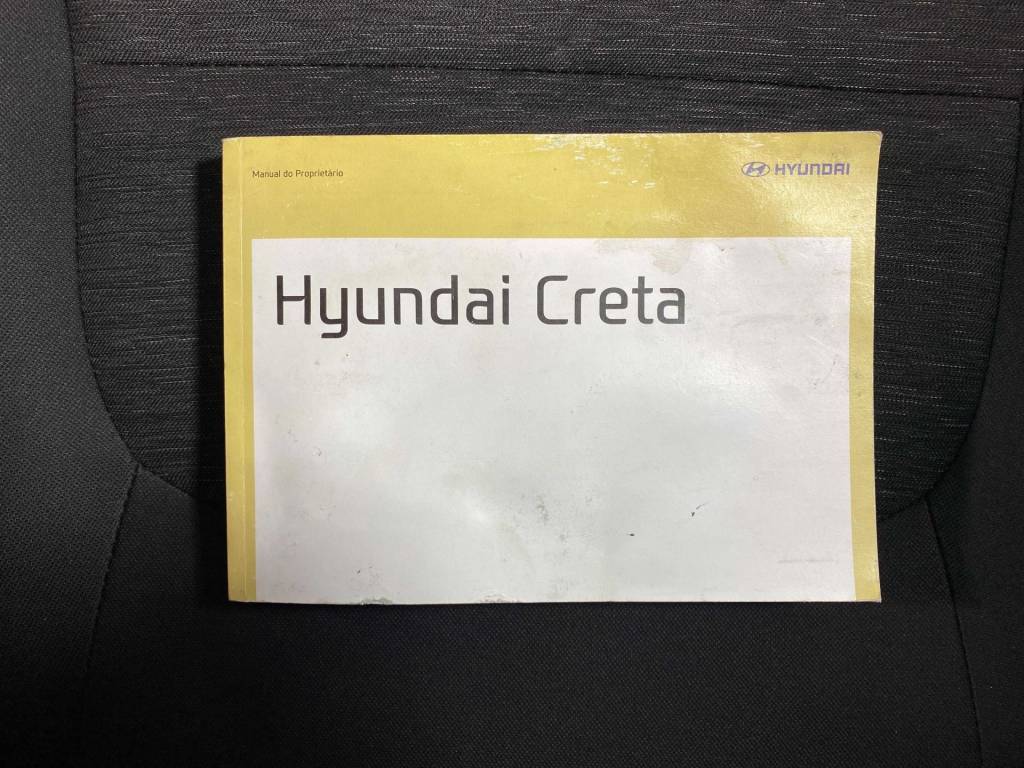 Manual do Proprietário
HYUNDAI
Hyundai Creta